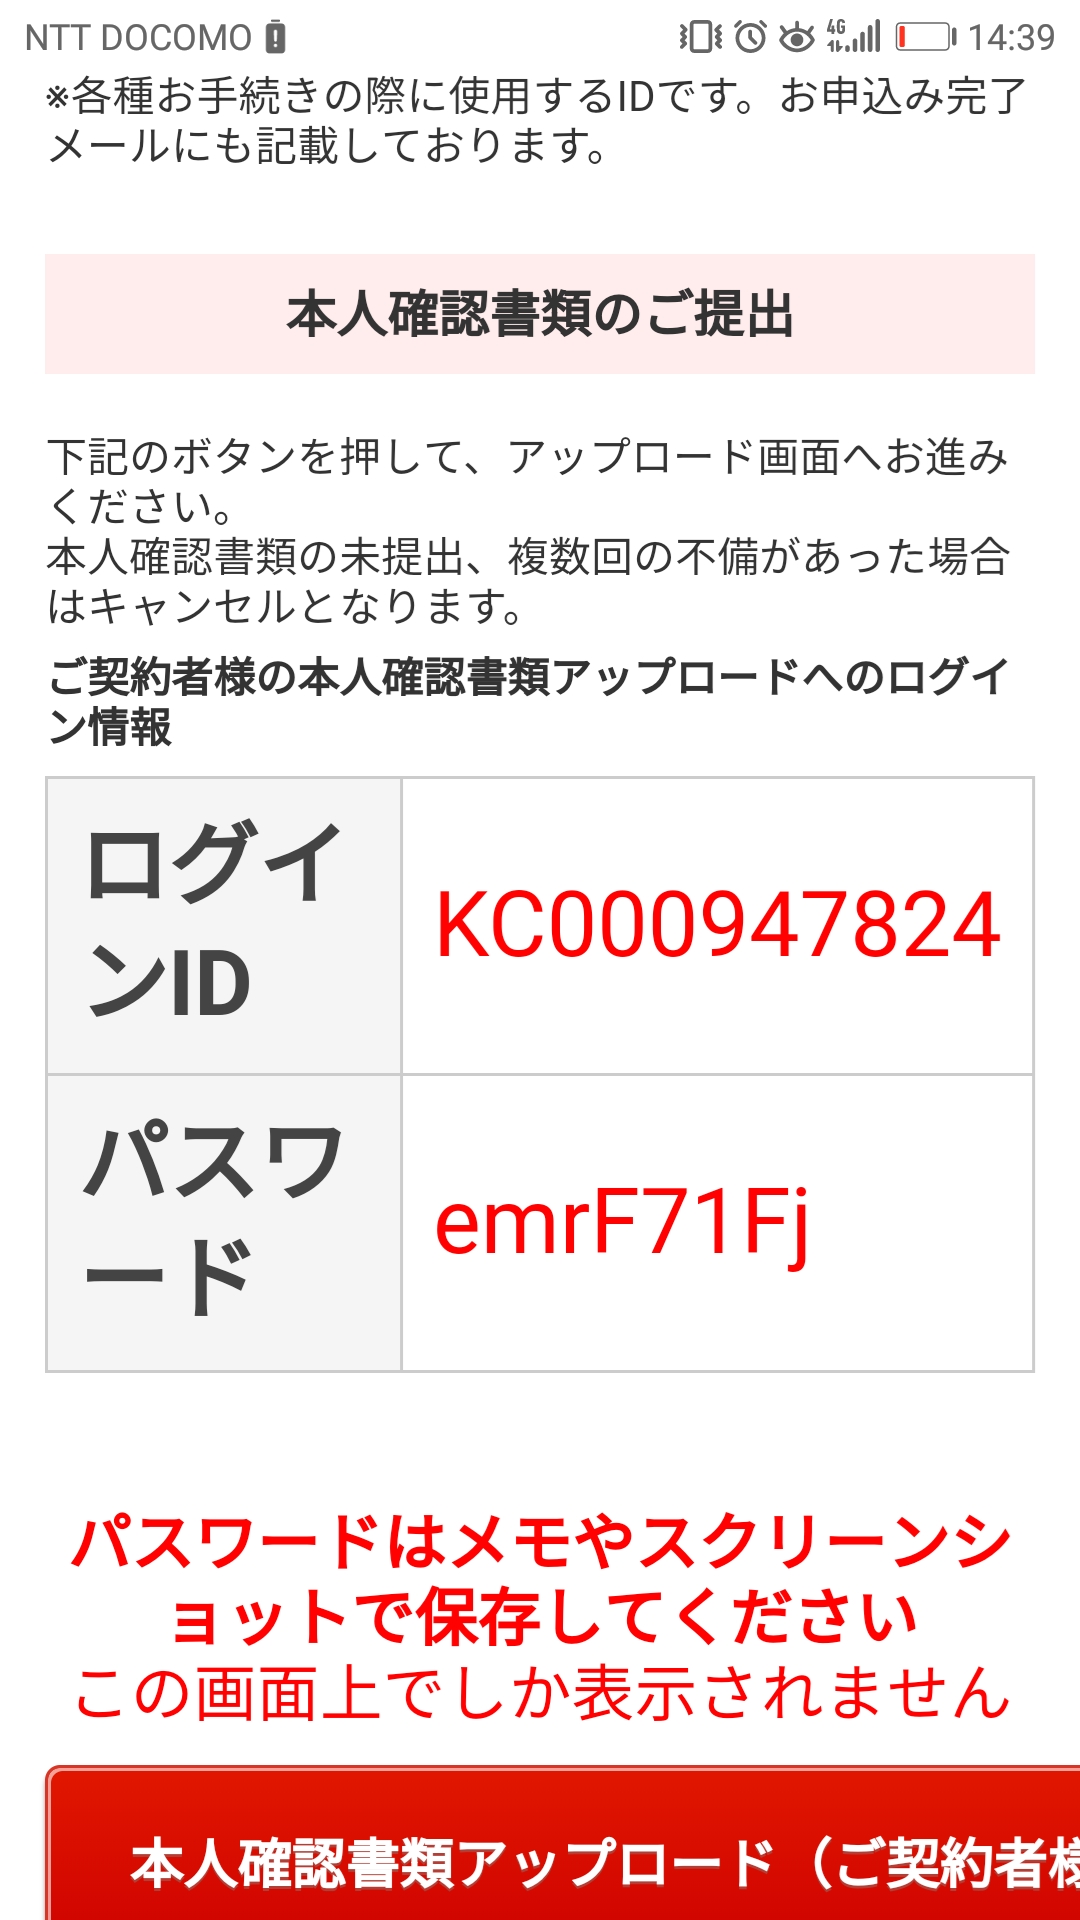 NTT DOCOMO 4G 14:39
※各種お手続きの際に使用するIDです。お申込み完了
メールにも記載しております。
本人確認書類のご提出
下記のボタンを押して、アップロード画面へお進み
ください。
本人確認書類の未提出、複数回の不備があった場合
はキャンセルとなります。
ご契約者様の本人確認書類アップロードへのログイ
ン情報
ログイ
ンID
KC000947824
パスワ
ード
emrF71Fj
パスワードはメモやスクリーンシ
ョットで保存してください
この画面上でしか表示されません
本人確認書類アップロード（ご契約者様